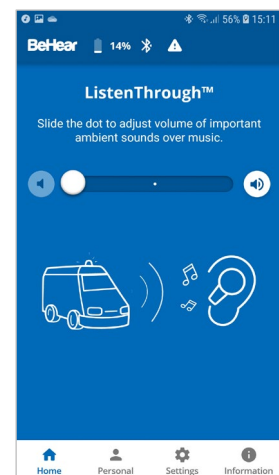 56% 15:11
BeHear 14%
ListenThrough™
Slide the dot to adjust volume of important
ambient sounds over music.
Home Personal Settings Information